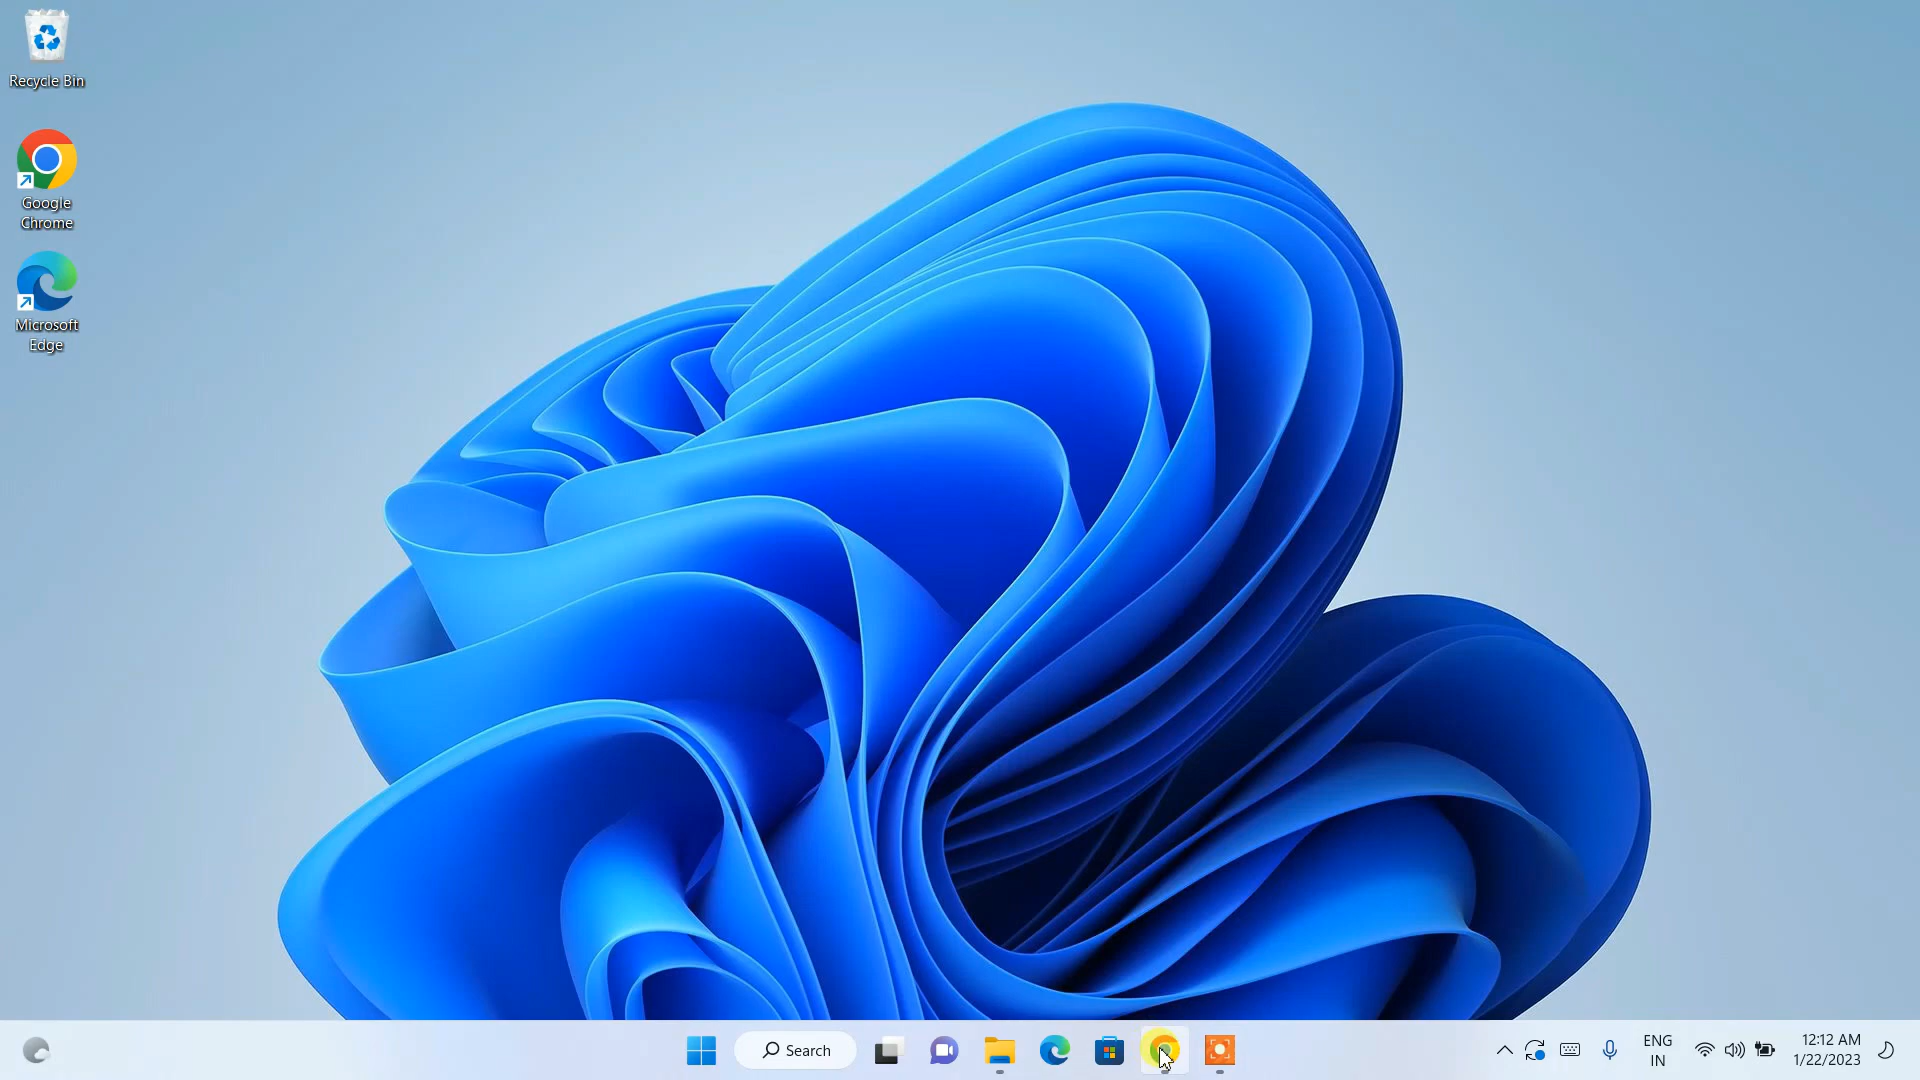 Recycle Bin
Google
Chrome
Microsoft
Edge
Search
ENG
IN
12:12 AM
1/22/2023